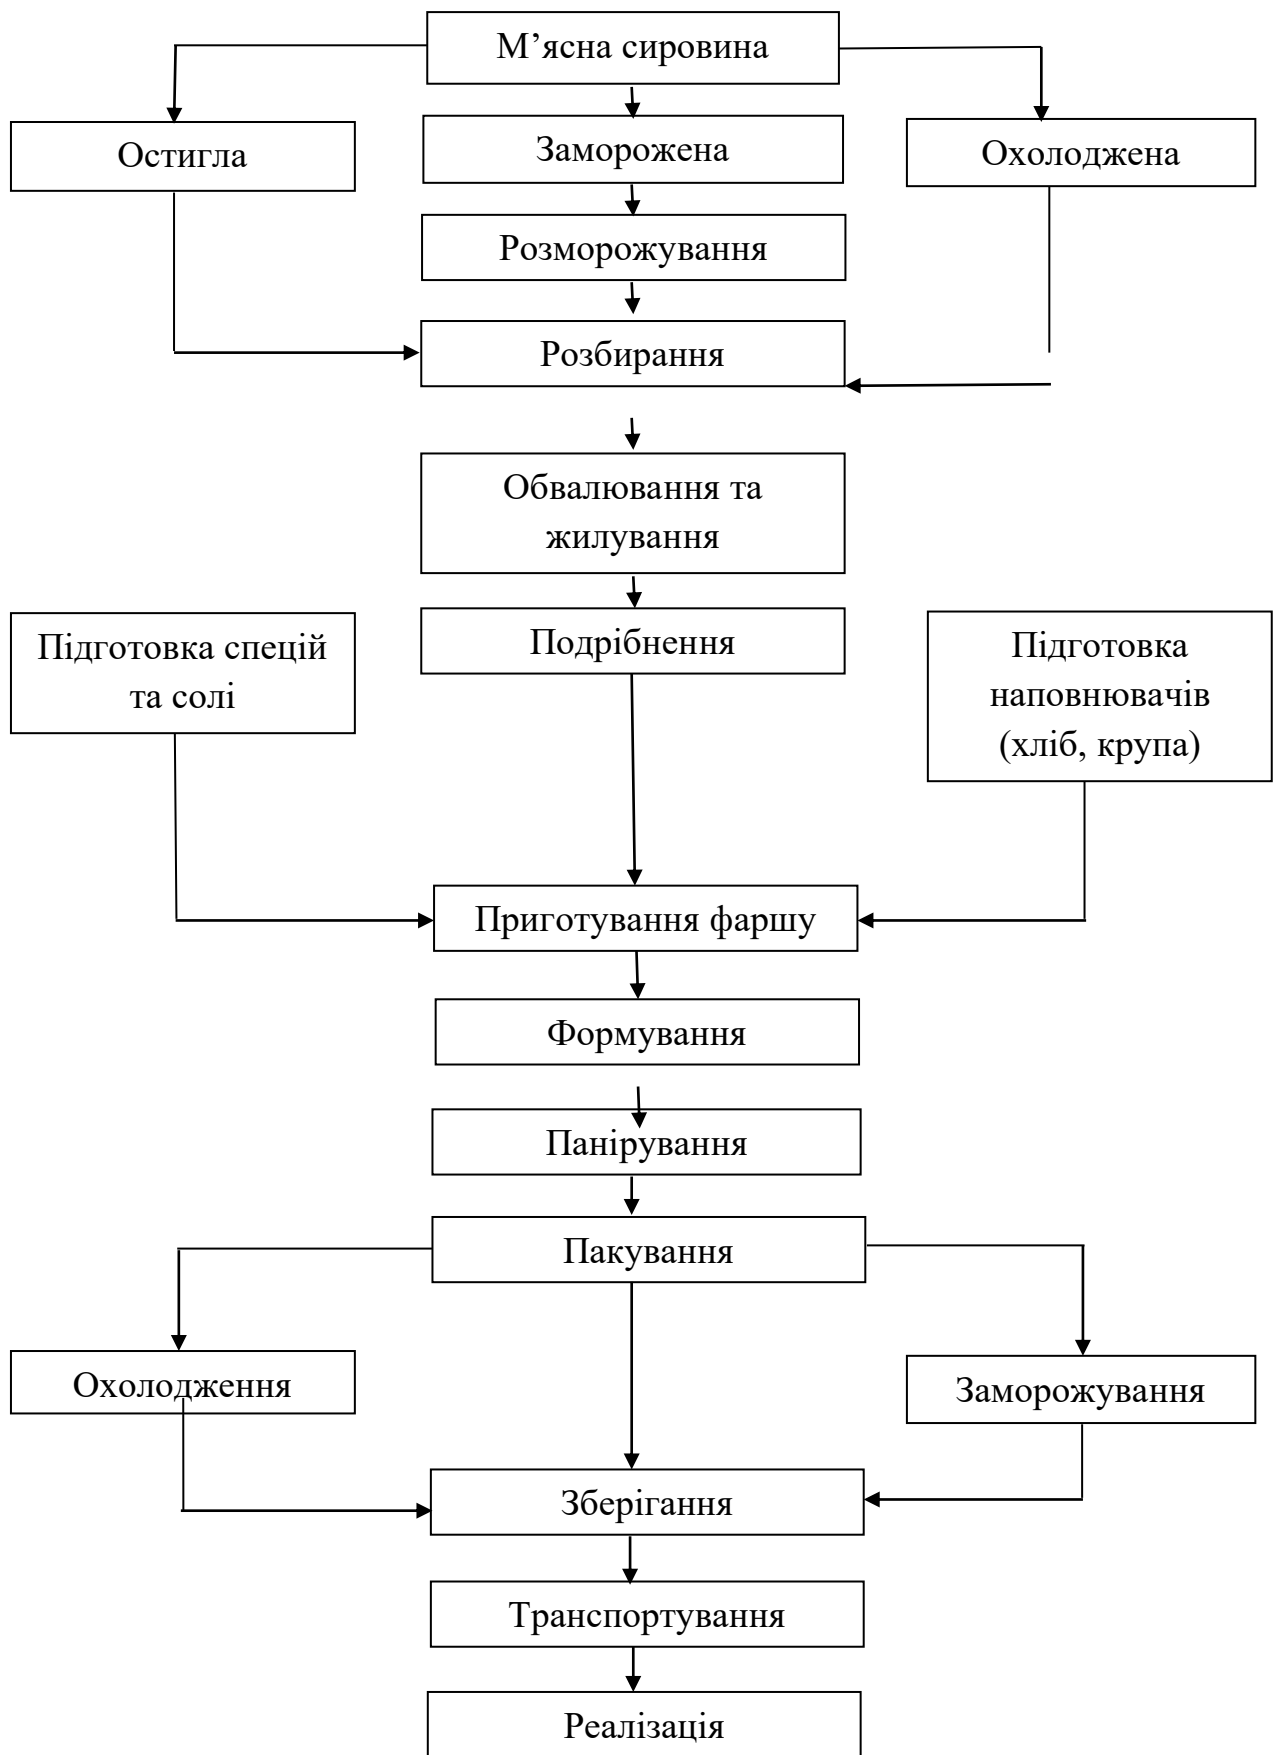 М’ясна сировина
Остигла
Заморожена
Охолоджена
Розморожування
Розбирання
Обвалювання та
жилування
Підготовка спецій
та солі
Подрібнення
Підготовка
наповнювачів
(хліб, крупа)
Приготування фаршу
Формування
Панірування
Пакування
Охолодження
Заморожування
Зберігання
Транспортування
Реалізація